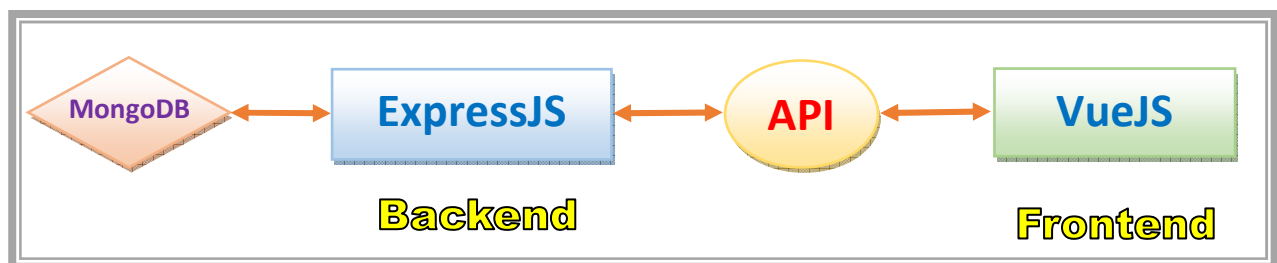 MongoDB
ExpressJS
API
VueJS
Backend
Frontend